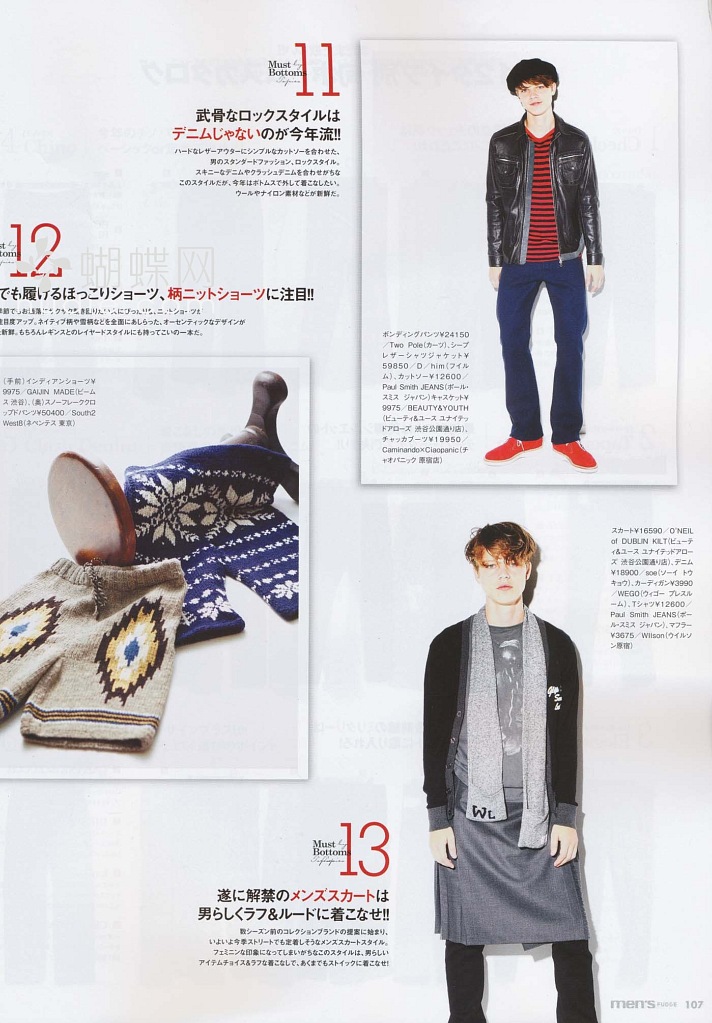 Must by
Bottoms
11
武骨なロックスタイルは
デニムじゃないのが今年流!!
ハードなレザーアウターにシンプルなカットソーを合わせた、
男のスタンダードファッション、ロックスタイル。
スキニーなデニムやクラッシュデニムを合わせがちな
このスタイルだが、今年はボトムスで外して着こなしたい。
ウールやナイロン素材などが新鮮。
ボンディングパンツ¥24150
/Two Pole(カーツ)、シープ
レザーシャツジャケット¥
59850/D/him(フイル
ム)、カットソー¥12600/
Paul Smith JEANS(ポール・
スミス ジャパン)キャスケット¥
9975/BEAUTY&YOUTH
(ビューティ&ユース ユナイテッ
ドアローズ 渋谷公園通り店)、
チャッカブーツ¥19950/
Caminando×Ciaopanic(チ
ャオパニック 原宿店)
12
蝴蝶网
でも履けるほっこりショーツ、柄ニットショーツに注目!!
注目度アップ。ネイティブ柄や雪柄などを全面にあしらった、オーセンティックなデザインが
新鮮。もちろんレギンスとのレイヤードスタイルにも持ってこいの一本だ。
(手前)インディアンショーツ¥
9975/GAIJIN MADE(ビーム
ス 渋谷)、(奥)スノーフレーククロ
ップドパンツ¥50400/South2
West8(ネペンテス 東京)
スカート¥16590/O'NEIL
of DUBLIN KILT(ビューテ
ィ&ユース ユナイテッドアロー
ズ 渋谷公園通り店)、デニム
¥18900/soe(ソーイ トウ
キョウ)、カーディガン¥3990
/WEGO(ウィゴー プレスル
ーム)、Tシャツ¥12600/
Paul Smith JEANS(ポー
ル・スミス ジャパン)、マフラー
¥3675/Wilson(ウイルソ
ン原宿)
WL
Must by
Bottoms
13
遂に解禁のメンズスカートは
男らしくラフ&ルードに着こなせ!!
数シーズン前のコレクションブランドの提案に始まり、
いよいよ今季ストリートでも定着しそうなメンズスカートスタイル。
フェミニンな印象になってしまいがちなこのスタイルは、男らしい
アイテムチョイス&ラフな着こなしで、あくまでもストイックに着こなせ!
men's FUDGE 107